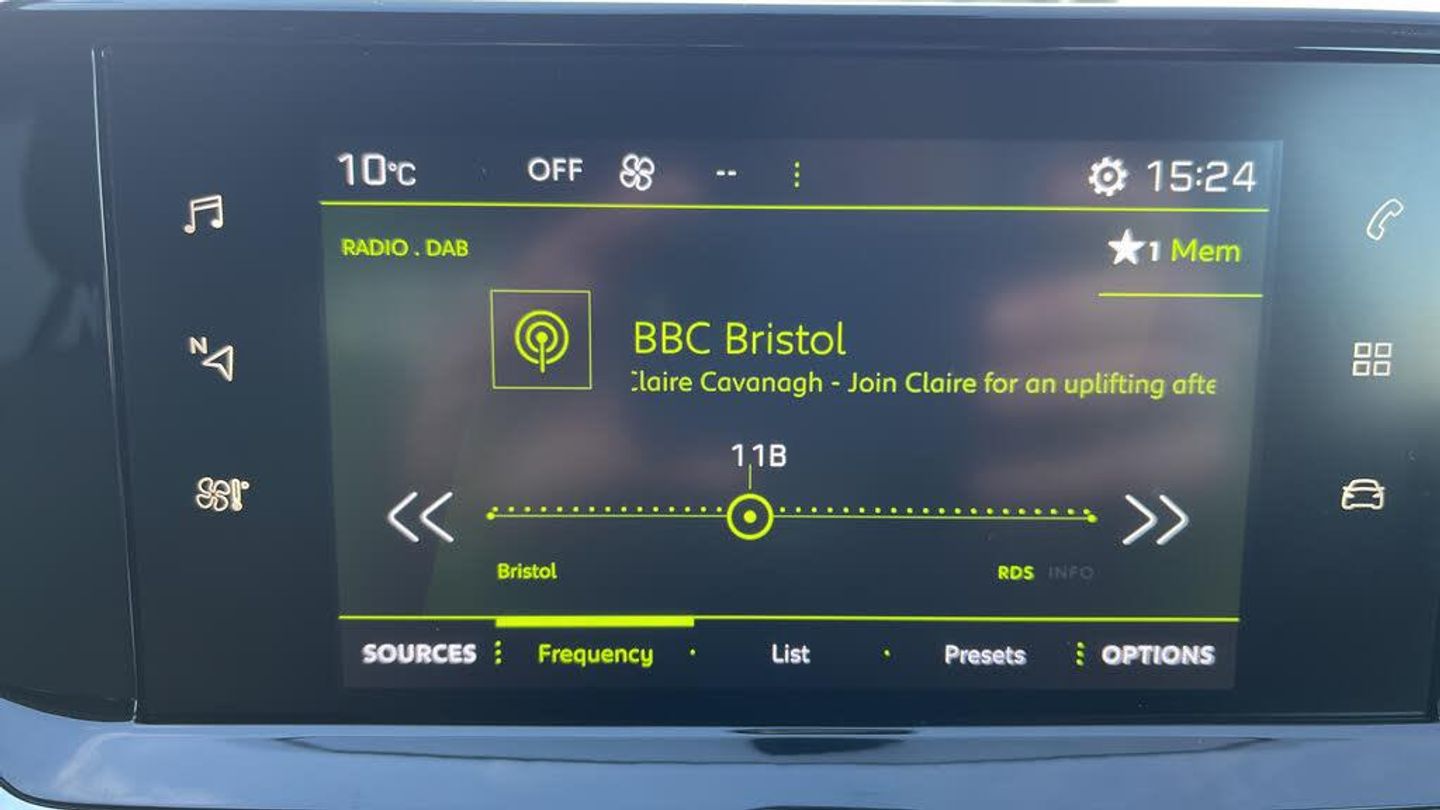 10°C OFF -- 15:24
RADIO . DAB
1 Mem
BBC Bristol
Claire Cavanagh - Join Claire for an uplifting afte
11B
N
Bristol
RDS INFO
SOURCES Frequency List Presets OPTIONS